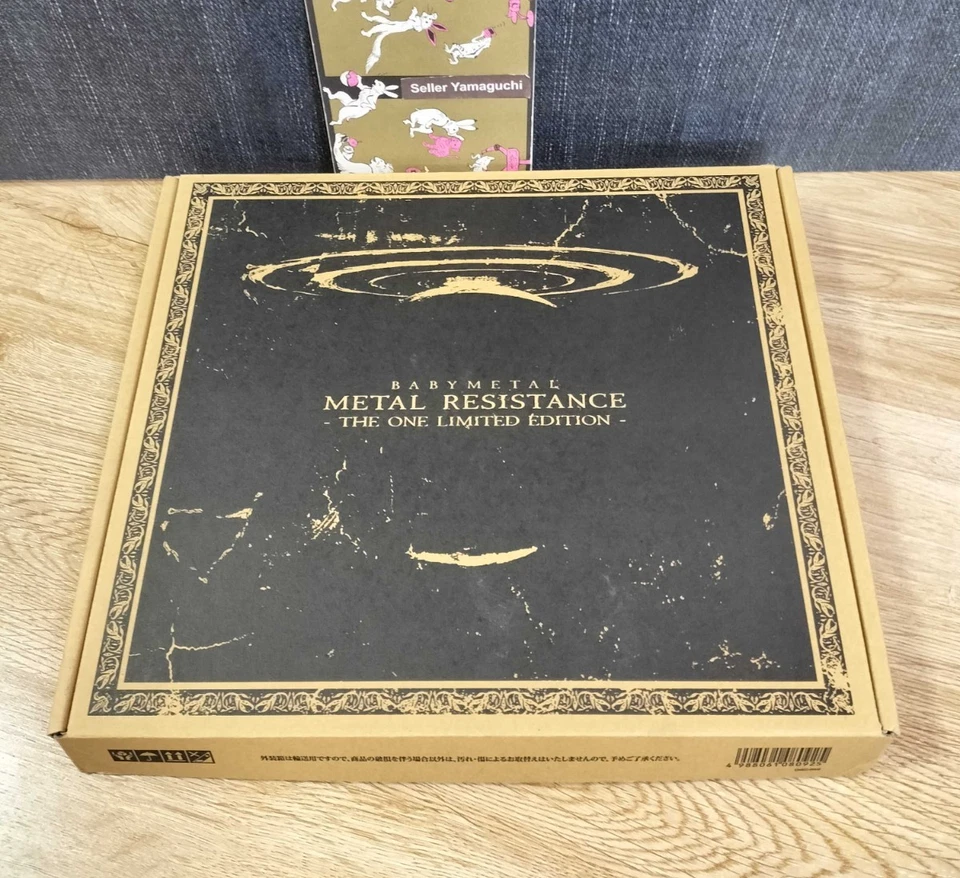 Seller Yamaguchi
BABYMETAL
METAL RESISTANCE
- THE ONE LIMITED EDITION -
外装箱は輸送用ですので、商品の破損を伴う場合以外は、汚れ・傷によるお取替えはいたしませんので、予めご了承ください。
4 988061 080925